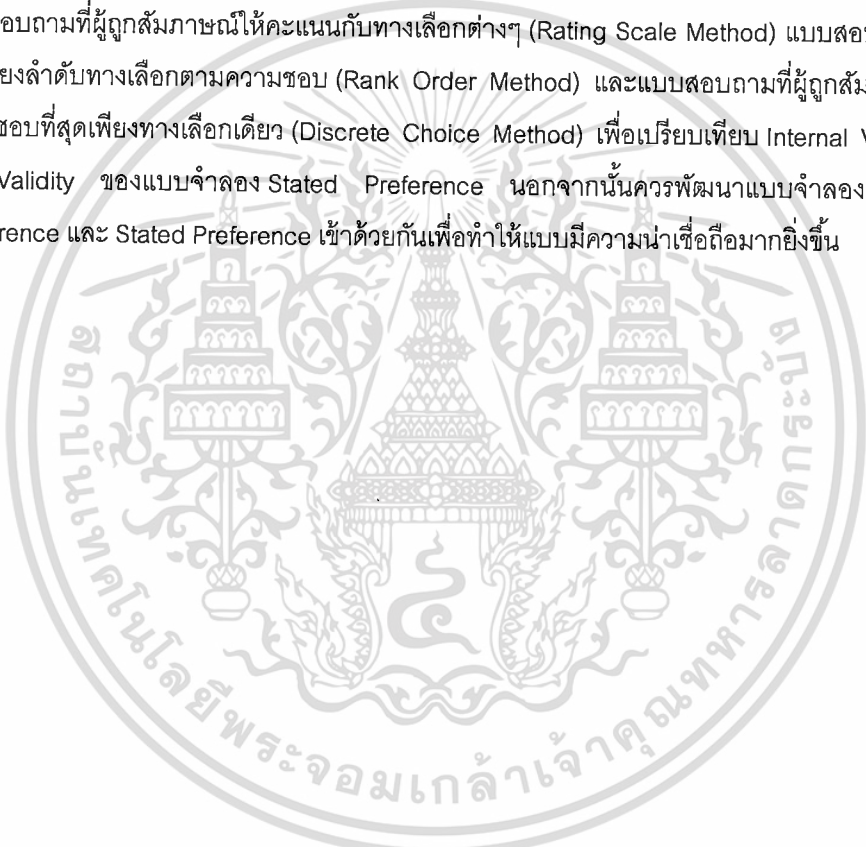 อบถามที่ผู้ถูกสัมภาษณ์ให้คะแนนกับทางเลือกต่างๆ (Rating Scale Method) แบบสอบ
ยงลำดับทางเลือกตามความชอบ (Rank Order Method) และแบบสอบถามที่ผู้ถูกสัม
ชอบที่สุดเพียงทางเลือกเดียว (Discrete Choice Method) เพื่อเปรียบเทียบ Internal V
Validity ของแบบจำลอง Stated Preference นอกจากนั้นควรพัฒนาแบบจำลอง
rence และ Stated Preference เข้าด้วยกันเพื่อทำให้แบบมีความน่าเชื่อถือมากยิ่งขึ้น
สถาบันเทคโนโลยีพระจอมเกล้าเจ้าคุณทหารลาดกระบัง